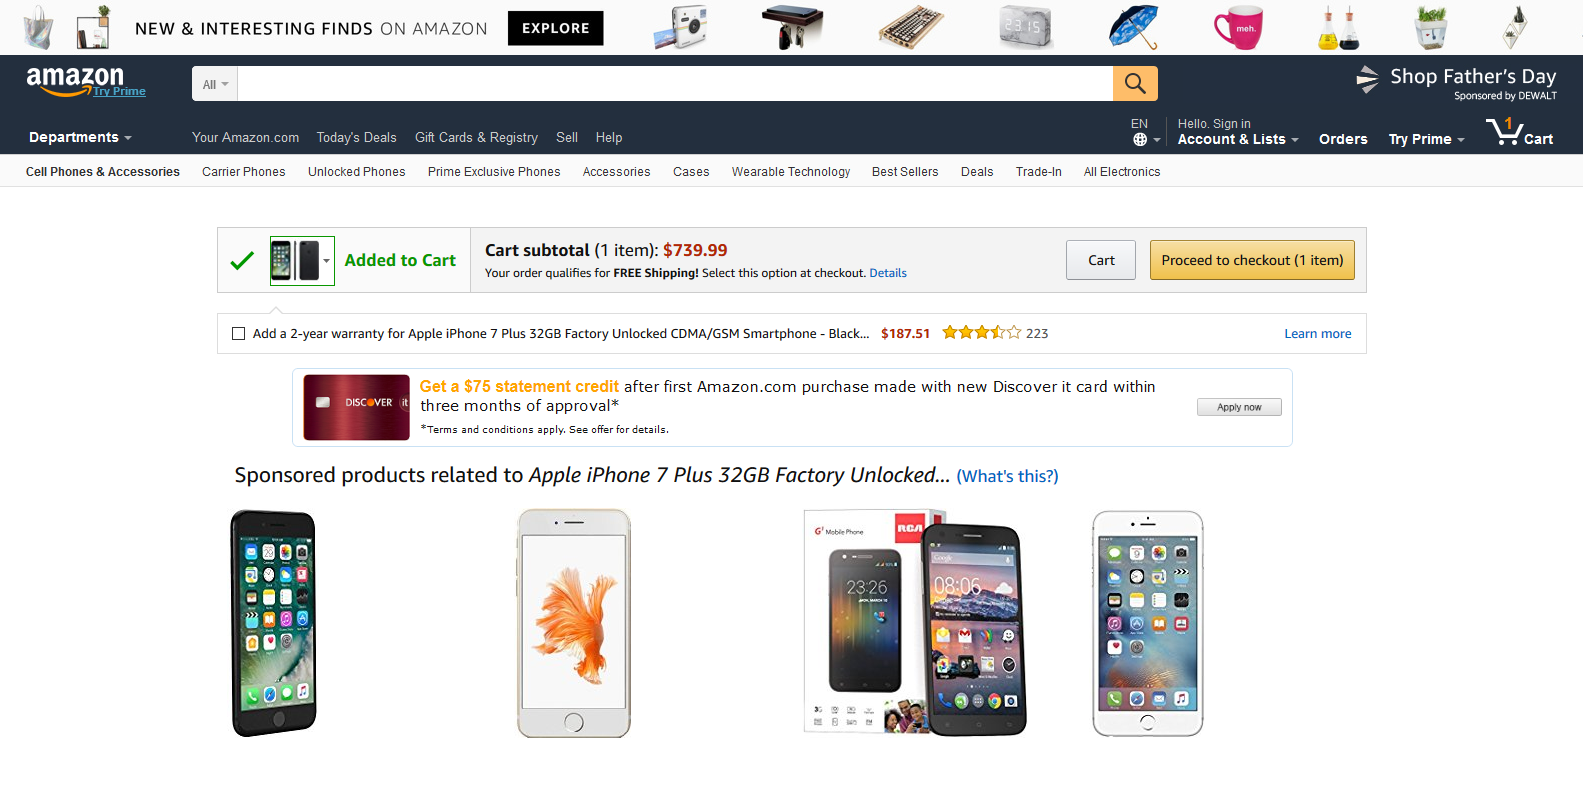 NEW & INTERESTING FINDS ON AMAZON EXPLORE
2315
meh.
amazon
Try Prime
All
Shop Father's Day
Sponsored by DEWALT
Departments
Your Amazon.com Today's Deals Gift Cards & Registry Sell Help
EN
Hello. Sign in
Account & Lists
Orders
Try Prime
1
Cart
Cell Phones & Accessories Carrier Phones Unlocked Phones Prime Exclusive Phones Accessories Cases Wearable Technology Best Sellers Deals Trade-In All Electronics
Added to Cart
Cart subtotal (1 item): $739.99
Your order qualifies for FREE Shipping! Select this option at checkout. Details
Cart
Proceed to checkout (1 item)
Add a 2-year warranty for Apple iPhone 7 Plus 32GB Factory Unlocked CDMA/GSM Smartphone - Black... $187.51 223 Learn more
DISCOVER it
Get a $75 statement credit after first Amazon.com purchase made with new Discover it card within
three months of approval*
*Terms and conditions apply. See offer for details.
Apply now
Sponsored products related to Apple iPhone 7 Plus 32GB Factory Unlocked... (What's this?)
RCA
Mobile Phone
23:26
Google
08:06
3G